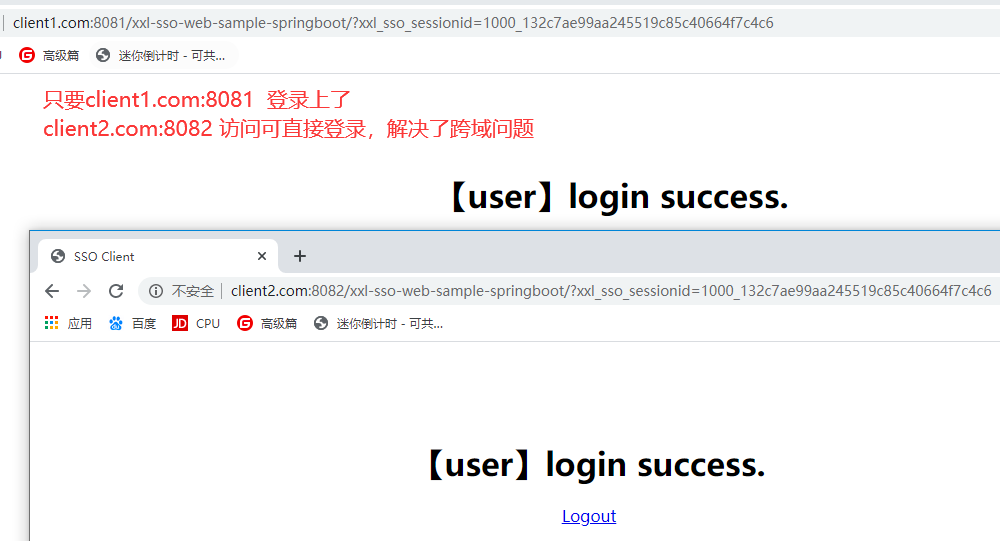 client1.com:8081/xxl-sso-web-sample-springboot/?xxl_sso_sessionid=1000_132c7ae99aa245519c85c40664f7c4c6
高级篇 迷你倒计时 - 可共...
只要client1.com:8081 登录上了
client2.com:8082 访问可直接登录，解决了跨域问题
【user】login success.
SSO Client
不安全 client2.com:8082/xxl-sso-web-sample-springboot/?xxl_sso_sessionid=1000_132c7ae99aa245519c85c40664f7c4c6
应用 百度 JD CPU 高级篇 迷你倒计时 - 可共...
【user】login success.
Logout